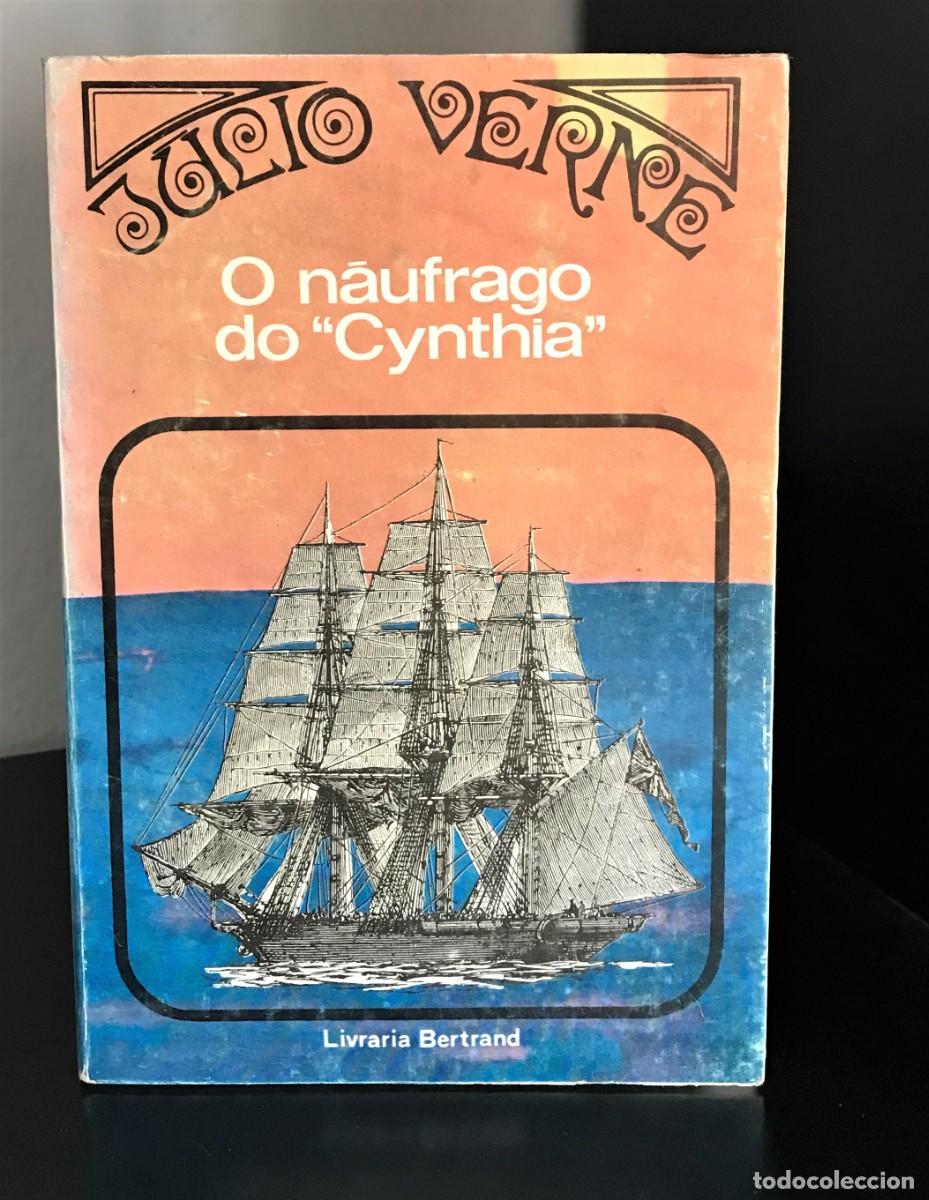 JULIO VERNE
O náufrago
do “Cynthia”
Livraria Bertrand
todocoleccion